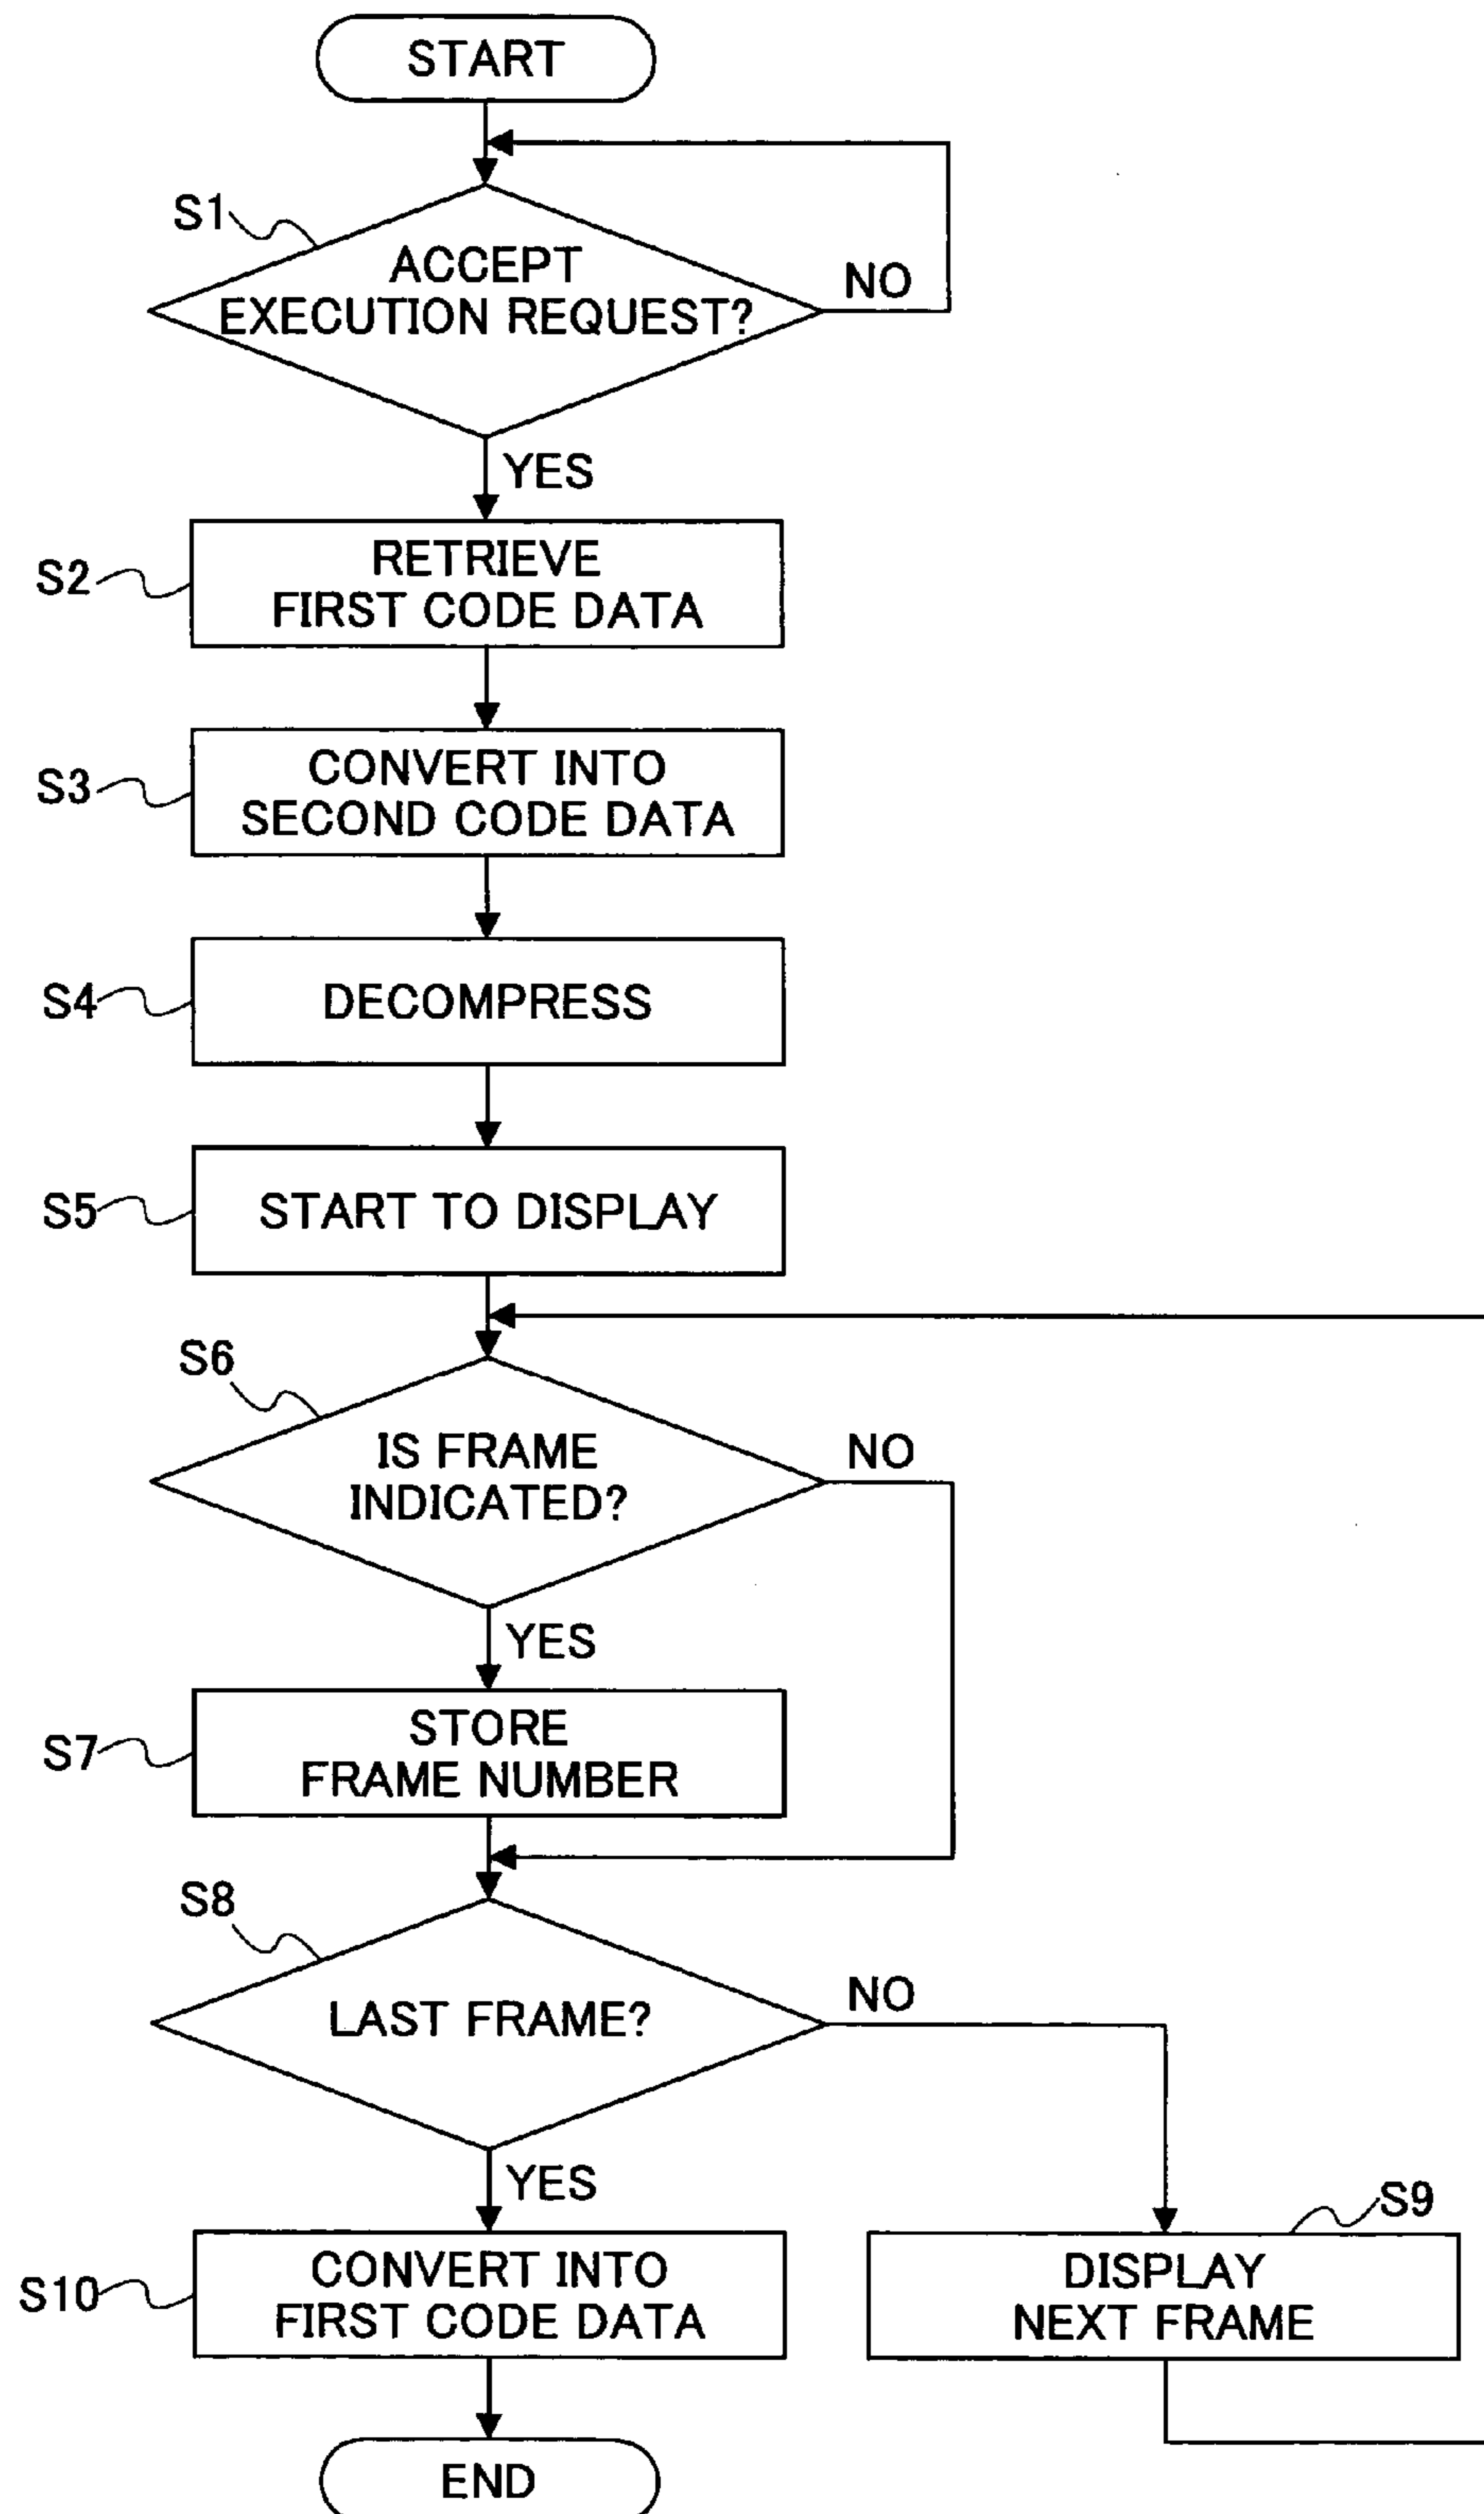 START
S1
ACCEPT
EXECUTION REQUEST?
NO
YES
S2
RETRIEVE
FIRST CODE DATA
S3
CONVERT INTO
SECOND CODE DATA
S4
DECOMPRESS
S5
START TO DISPLAY
S6
IS FRAME
INDICATED?
NO
YES
S7
STORE
FRAME NUMBER
S8
LAST FRAME?
NO
YES
S9
S10
CONVERT INTO
FIRST CODE DATA
DISPLAY
NEXT FRAME
END